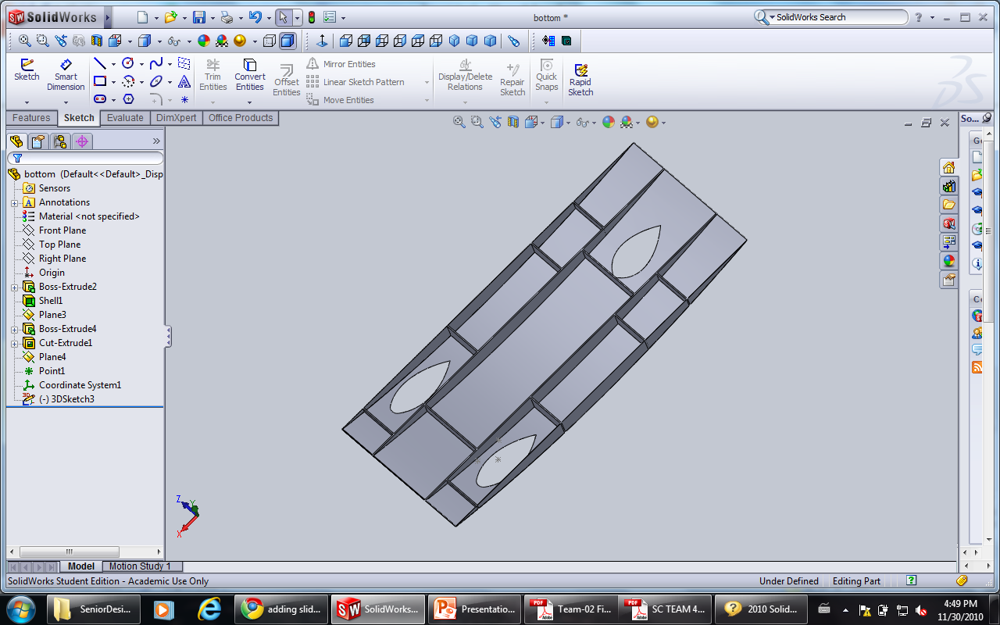 SolidWorks
bottom *
SolidWorks Search
Sketch
Smart Dimension
Trim Entities
Convert Entities
Offset Entities
Mirror Entities
Linear Sketch Pattern
Move Entities
Display/Delete Relations
Repair Sketch
Quick Snaps
Rapid Sketch
Features
Sketch
Evaluate
DimXpert
Office Products
So...
bottom (Default<<Default>_Disp
Sensors
Annotations
Material <not specified>
Front Plane
Top Plane
Right Plane
Origin
Boss-Extrude2
Shell1
Plane3
Boss-Extrude4
Cut-Extrude1
Plane4
Point1
Coordinate System1
(-) 3DSketch3
Z
Y
X
Model
Motion Study 1
SolidWorks Student Edition - Academic Use Only
Under Defined
Editing Part
SeniorDesi...
adding slid...
SolidWorks...
Presentatio...
Team-02 Fi...
SC TEAM 4...
2010 Solid...
4:49 PM
11/30/2010